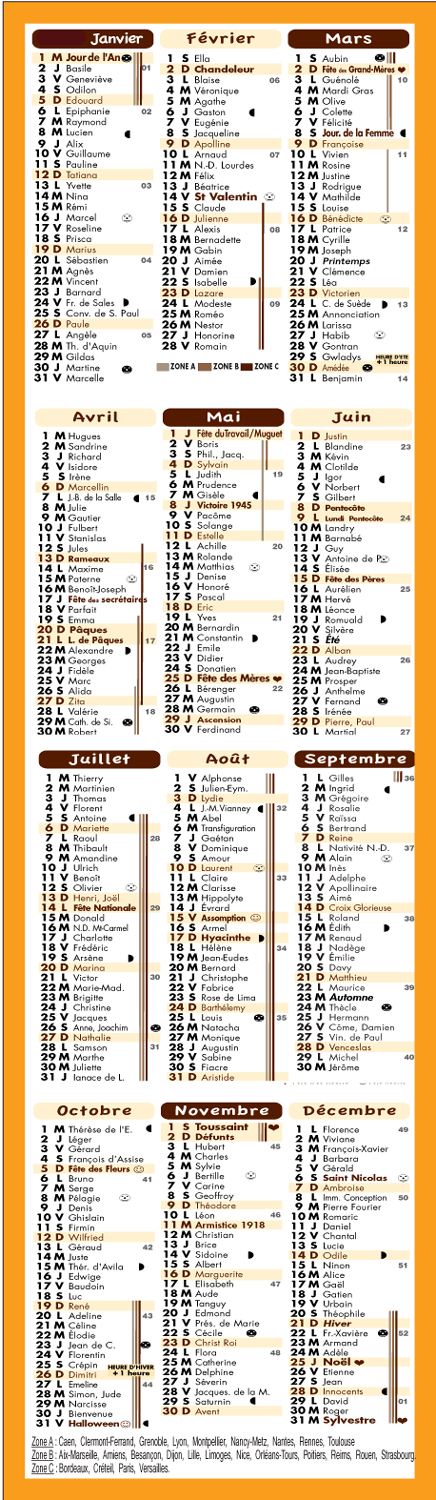 Janvier
1 M Jour de l'An
2 J Basile 01
3 V Geneviève
4 S Odilon
5 D Edouard
6 L Epiphanie 02
7 M Raymond
8 M Lucien
9 J Alix
10 V Guillaume
11 S Pauline
12 D Tatiana
13 L Yvette 03
14 M Nina
15 M Rémi
16 J Marcel
17 V Roseline
18 S Prisca
19 D Marius
20 L Sébastien 04
21 M Agnès
22 M Vincent
23 J Barnard
24 V Fr. de Sales
25 S Conv. de S. Paul
26 D Paule
27 L Angèle 05
28 M Th. d'Aquin
29 M Gildas
30 J Martine
31 V Marcelle
Février
1 S Ella
2 D Chandeleur
3 L Blaise 06
4 M Véronique
5 M Agathe
6 J Gaston
7 V Eugénie
8 S Jacqueline
9 D Apolline
10 L Arnaud 07
11 M N.-D. Lourdes
12 M Félix
13 J Béatrice
14 V St Valentin
15 S Claude
16 D Julienne
17 L Alexis 08
18 M Bernadette
19 M Gabin
20 J Aimée
21 V Damien
22 S Isabelle
23 D Lazare
24 L Modeste 09
25 M Roméo
26 M Nestor
27 J Honorine
28 V Romain
ZONE A ZONE B ZONE C
Mars
1 S Aubin
2 D Fête des Grand-Mères
3 L Guénolé 10
4 M Mardi Gras
5 M Olive
6 J Colette
7 V Félicité
8 S Jour. de la Femme
9 D Françoise
10 L Vivien 11
11 M Rosine
12 M Justine
13 J Rodrigue
14 V Mathilde
15 S Louise
16 D Bénédicte
17 L Patrice 12
18 M Cyrille
19 M Joseph
20 J Printemps
21 V Clémence
22 S Léa
23 D Victorien
24 L C. de Suède 13
25 M Annonciation
26 M Larissa
27 J Habib
28 V Gontran
29 S Gwladys HEURE D'ETE
30 D Amédée +1 heure
31 L Benjamin 14
Avril
1 M Hugues
2 M Sandrine
3 J Richard
4 V Isidore
5 S Irène
6 D Marcellin
7 L J.-B. de la Salle 15
8 M Julie
9 M Gautier
10 J Fulbert
11 V Stanislas
12 S Jules
13 D Rameaux
14 L Maxime 16
15 M Paterne
16 M Benoît-Joseph
17 J Fête des secrétaires
18 V Parfait
19 S Emma
20 D Pâques
21 L L. de Pâques 17
22 M Alexandre
23 M Georges
24 J Fidèle
25 V Marc
26 S Alida
27 D Zita
28 L Valérie 18
29 M Cath. de Si.
30 M Robert
Mai
1 J Fête du Travail/Muguet
2 V Boris
3 S Phil., Jacq.
4 D Sylvain
5 L Judith 19
6 M Prudence
7 M Gisèle
8 J Victoire 1945
9 V Pacôme
10 S Solange
11 D Estelle
12 L Achille 20
13 M Rolande
14 M Matthias
15 J Denise
16 V Honoré
17 S Pascal
18 D Eric
19 L Yves 21
20 M Bernardin
21 M Constantin
22 J Emile
23 V Didier
24 S Donatien
25 D Fête des Mères
26 L Bérenger 22
27 M Augustin
28 M Germain
29 J Ascension
30 V Ferdinand
Juin
1 D Justin
2 L Blandine 23
3 M Kévin
4 M Clotilde
5 J Igor
6 V Norbert
7 S Gilbert
8 D Pentecôte
9 L Lundi Pentecôte 24
10 M Landry
11 M Barnabé
12 J Guy
13 V Antoine de P.
14 S Élisée
15 D Fête des Pères
16 L Aurélien 25
17 M Hervé
18 M Léonce
19 J Romuald
20 V Silvère
21 S Été
22 D Alban
23 L Audrey 26
24 M Jean-Baptiste
25 M Prosper
26 J Anthelme
27 V Fernand
28 S Irénée
29 D Pierre, Paul
30 L Martial 27
Juillet
1 M Thierry
2 M Martinien
3 J Thomas
4 V Florent
5 S Antoine
6 D Mariette
7 L Raoul 28
8 M Thibault
9 M Amandine
10 J Ulrich
11 V Benoît
12 S Olivier
13 D Henri, Joël
14 L Fête Nationale 29
15 M Donald
16 M N.D. Mt-Carmel
17 J Charlotte
18 V Frédéric
19 S Arsène
20 D Marina
21 L Victor 30
22 M Marie-Mad.
23 M Brigitte
24 J Christine
25 V Jacques
26 S Anne, Joachim
27 D Nathalie
28 L Samson 31
29 M Marthe
30 M Juliette
31 J Ignace de L.
Août
1 V Alphonse
2 S Julien-Eym.
3 D Lydie
4 L J.-M.Vianney 32
5 M Abel
6 M Transfiguration
7 J Gaétan
8 V Dominique
9 S Amour
10 D Laurent
11 L Claire 33
12 M Clarisse
13 M Hippolyte
14 J Évrard
15 V Assomption
16 S Armel
17 D Hyacinthe
18 L Hélène 34
19 M Jean-Eudes
20 M Bernard
21 J Christophe
22 V Fabrice
23 S Rose de Lima
24 D Barthélemy
25 L Louis 35
26 M Natacha
27 M Monique
28 J Augustin
29 V Sabine
30 S Fiacre
31 D Aristide
Septembre
1 L Gilles 36
2 M Ingrid
3 M Grégoire
4 J Rosalie
5 V Raïssa
6 S Bertrand
7 D Reine
8 L Nativité N.-D. 37
9 M Alain
10 M Inès
11 J Adelphe
12 V Apollinaire
13 S Aimé
14 D Croix Glorieuse
15 L Roland 38
16 M Édith
17 M Renaud
18 J Nadège
19 V Émilie
20 S Davy
21 D Matthieu
22 L Maurice 39
23 M Automne
24 M Thècle
25 J Hermann
26 V Côme, Damien
27 S Vin. de Paul
28 D Venceslas
29 L Michel 40
30 M Jérôme
Octobre
1 M Thérèse de l'E.
2 J Léger
3 V Gérard
4 S François d'Assise
5 D Fête des Fleurs
6 L Bruno 41
7 M Serge
8 M Pélagie
9 J Denis
10 V Ghislain
11 S Firmin
12 D Wilfried
13 L Géraud 42
14 M Juste
15 M Thér. d'Avila
16 J Edwige
17 V Baudoin
18 S Luc
19 D René
20 L Adeline 43
21 M Céline
22 M Élodie
23 J Jean de C.
24 V Florentin
25 S Crépin HEURE D'HIVER
26 D Dimitri +1 heure
27 L Emeline 44
28 M Simon, Jude
29 M Narcisse
30 J Bienvenue
31 V Halloween
Novembre
1 S Toussaint
2 D Défunts
3 L Hubert 45
4 M Charles
5 M Sylvie
6 J Bertille
7 V Carine
8 S Geoffroy
9 D Théodore
10 L Léon 46
11 M Armistice 1918
12 M Christian
13 J Brice
14 V Sidoine
15 S Albert
16 D Marguerite
17 L Elisabeth 47
18 M Aude
19 M Tanguy
20 J Edmond
21 V Prés. de Marie
22 S Cécile
23 D Christ Roi
24 L Flora 48
25 M Catherine
26 M Delphine
27 J Séverin
28 V Jacques. de la M.
29 S Saturnin
30 D Avent
Décembre
1 L Florence 49
2 M Viviane
3 M François-Xavier
4 J Barbara
5 V Gérald
6 S Saint Nicolas
7 D Ambroise
8 L Imm. Conception 50
9 M Pierre Fourier
10 M Romaric
11 J Daniel
12 V Chantal
13 S Lucie
14 D Odile
15 L Ninon 51
16 M Alice
17 M Gaël
18 J Gatien
19 V Urbain
20 S Théophile
21 D Hiver
22 L Fr.-Xavière 52
23 M Armand
24 M Adèle
25 J Noël
26 V Etienne
27 S Jean
28 D Innocents
29 L David 01
30 M Roger
31 M Sylvestre
Zone A : Caen, Clermont-Ferrand, Grenoble, Lyon, Montpellier, Nancy-Metz, Nantes, Rennes, Toulouse
Zone B : Aix-Marseille, Amiens, Besançon, Dijon, Lille, Limoges, Nice, Orléans-Tours, Poitiers, Reims, Rouen, Strasbourg.
Zone C : Bordeaux, Créteil, Paris, Versailles.